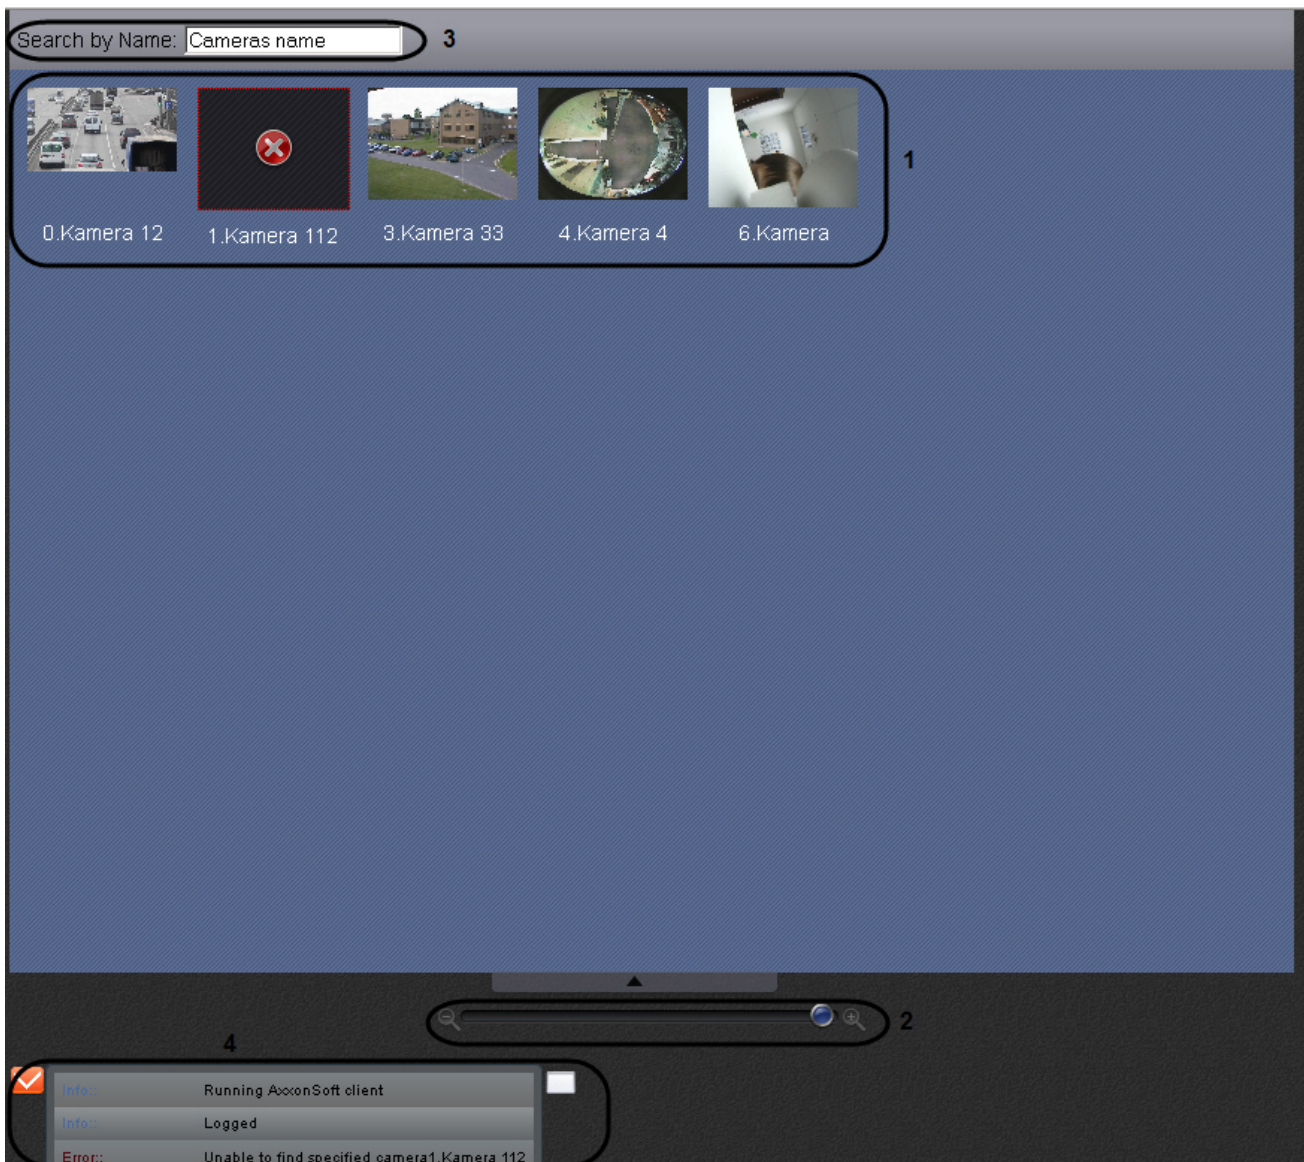 Search by Name: Cameras name 3
1
0.Kamera 12 1.Kamera 112 3.Kamera 33 4.Kamera 4 6.Kamera
2
4
Info:: Running AxxonSoft client
Info:: Logged
Error:: Unable to find specified camera1.Kamera 112